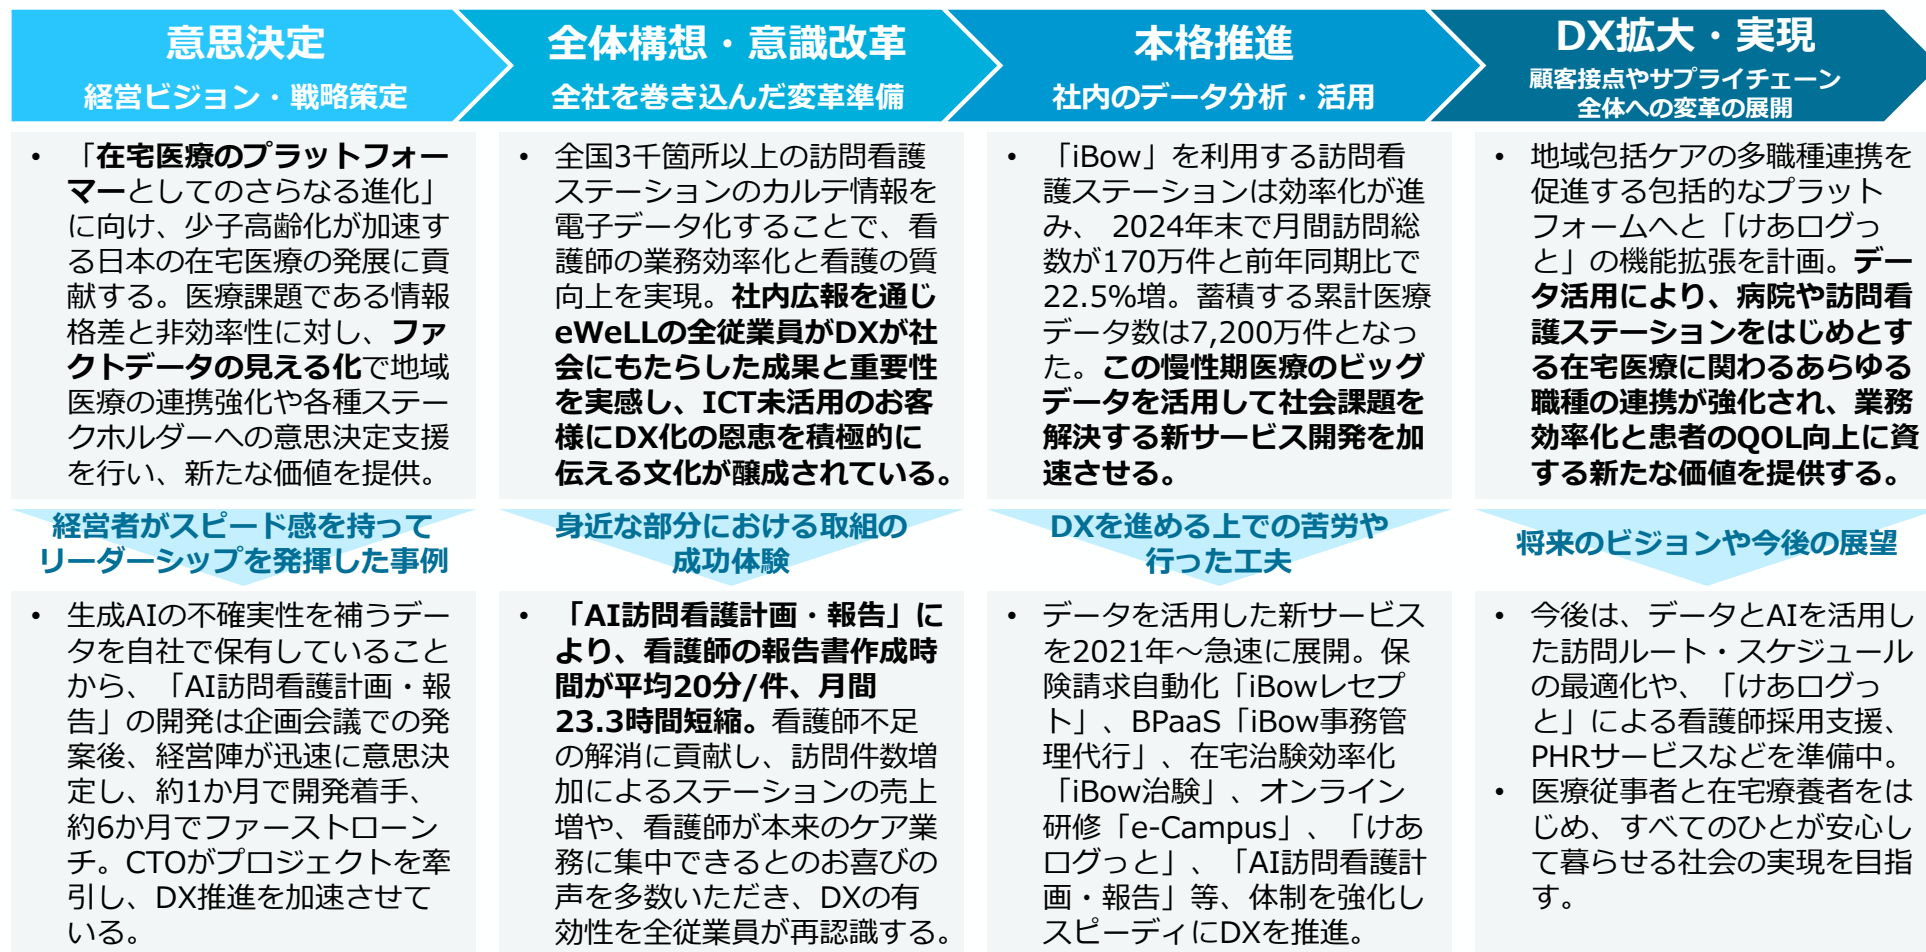 意思決定
経営ビジョン・戦略策定
全体構想・意識改革
全社を巻き込んだ変革準備
本格推進
社内のデータ分析・活用
DX拡大・実現
顧客接点やサプライチェーン
全体への変革の展開
• 「在宅医療のプラットフォー
マーとしてのさらなる進化」
に向け、少子高齢化が加速す
る日本の在宅医療の発展に貢
献する。医療課題である情報
格差と非効率性に対し、ファ
クトデータの見える化で地域
医療の連携強化や各種ステー
クホルダーへの意思決定支援
を行い、新たな価値を提供。
• 全国3千箇所以上の訪問看護
ステーションのカルテ情報を
電子データ化することで、看
護師の業務効率化と看護の質
向上を実現。社内広報を通じ
eWeLLの全従業員がDXが社
会にもたらした成果と重要性
を実感し、ICT未活用のお客
様にDX化の恩恵を積極的に
伝える文化が醸成されている。
• 「iBow」を利用する訪問看
護ステーションは効率化が進
み、 2024年末で月間訪問総
数が170万件と前年同期比で
22.5%増。蓄積する累計医療
データ数は7,200万件となっ
た。この慢性期医療のビッグ
データを活用して社会課題を
解決する新サービス開発を加
速させる。
• 地域包括ケアの多職種連携を
促進する包括的なプラット
フォームへと「けあログっ
と」の機能拡張を計画。デー
タ活用により、病院や訪問看
護ステーションをはじめとす
る在宅医療に関わるあらゆる
職種の連携が強化され、業務
効率化と患者のQOL向上に資
する新たな価値を提供する。
経営者がスピード感を持って
リーダーシップを発揮した事例
身近な部分における取組の
成功体験
DXを進める上での苦労や
行った工夫
将来のビジョンや今後の展望
• 生成AIの不確実性を補うデー
タを自社で保有していること
から、「AI訪問看護計画・報
告」の開発は企画会議での発
案後、経営陣が迅速に意思決
定し、約1か月で開発着手、
約6か月でファーストローン
チ。CTOがプロジェクトを牽
引し、DX推進を加速させて
いる。
• 「AI訪問看護計画・報告」に
より、看護師の報告書作成時
間が平均20分/件、月間
23.3時間短縮。看護師不足
の解消に貢献し、訪問件数増
加によるステーションの売上
増や、看護師が本来のケア業
務に集中できるとのお喜びの
声を多数いただき、DXの有
効性を全従業員が再認識する。
• データを活用した新サービス
を2021年～急速に展開。保
険請求自動化「iBowレセプ
ト」、BPaaS「iBow事務管
理代行」、在宅治験効率化
「iBow治験」、オンライン
研修「e-Campus」、「けあ
ログっと」、「AI訪問看護計
画・報告」等、体制を強化し
スピーディにDXを推進。
• 今後は、データとAIを活用し
た訪問ルート・スケジュール
の最適化や、「けあログっ
と」による看護師採用支援、
PHRサービスなどを準備中。
• 医療従事者と在宅療養者をは
じめ、すべてのひとが安心し
て暮らせる社会の実現を目指
す。